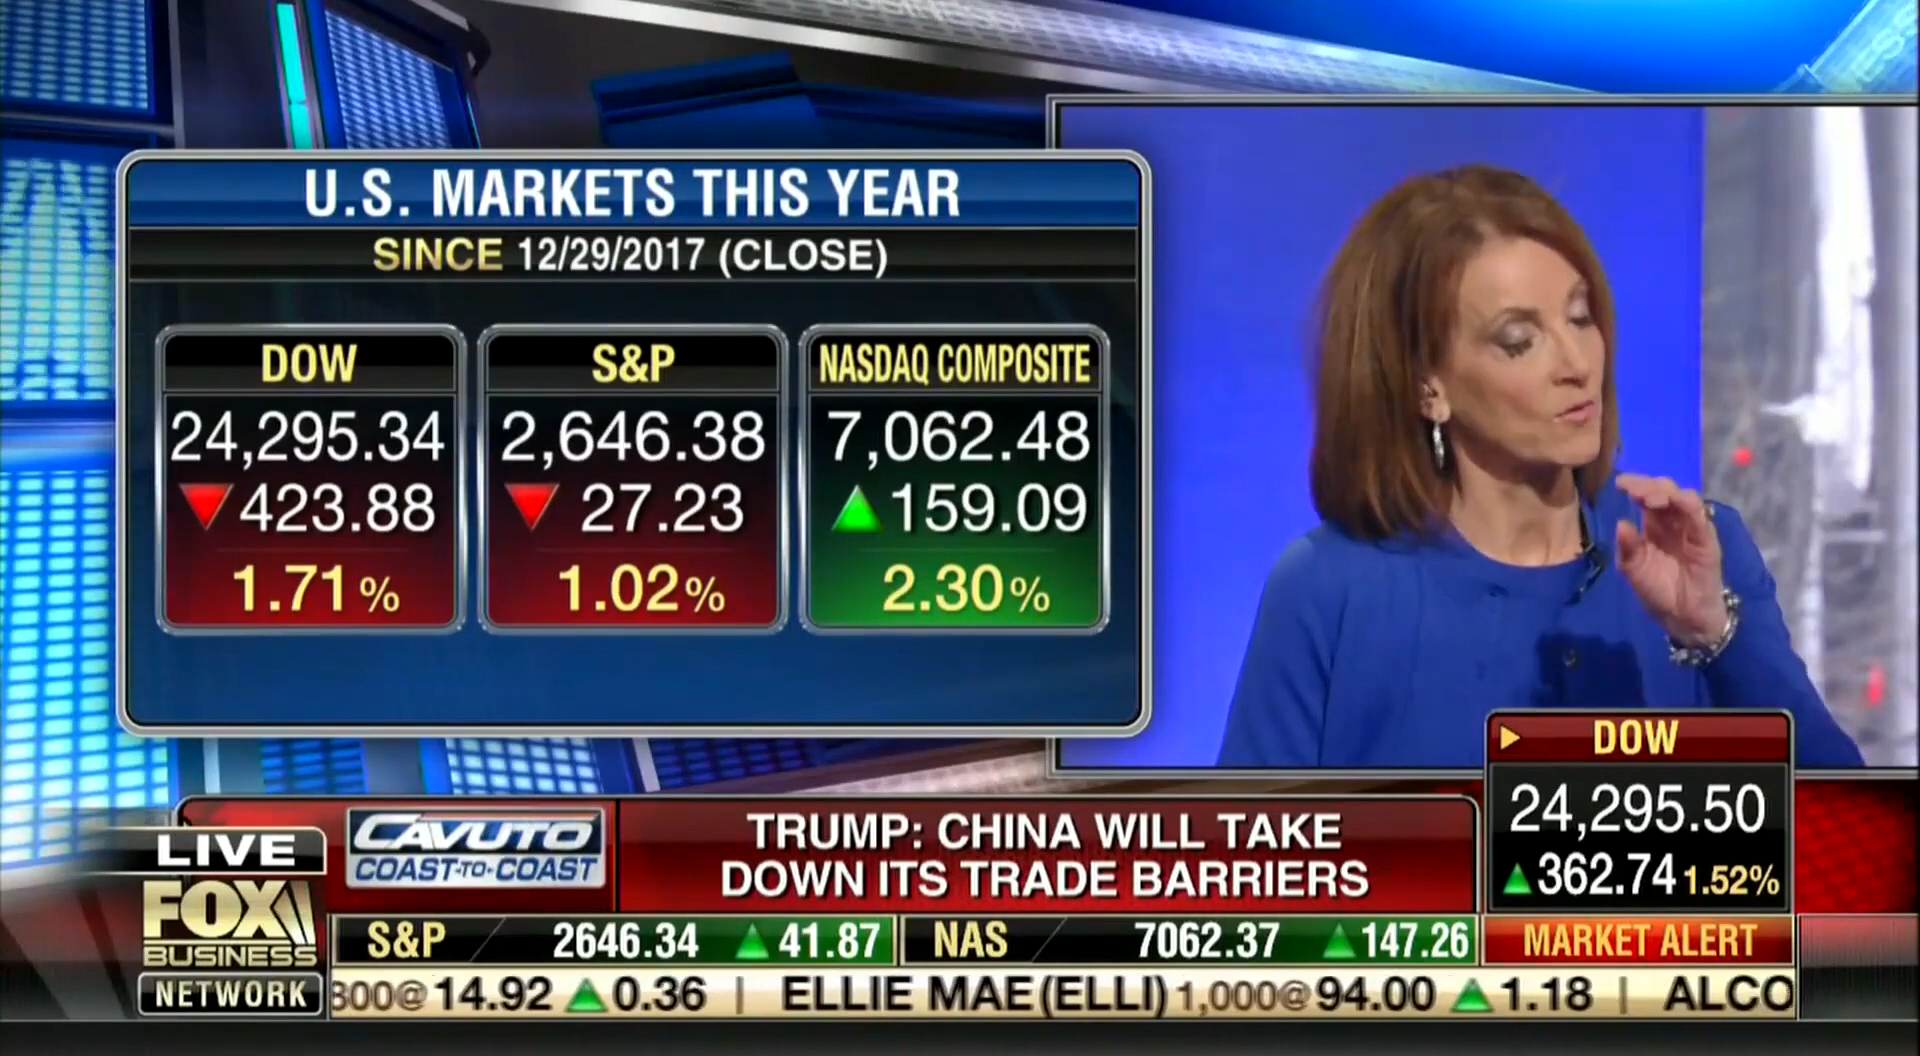 U.S. MARKETS THIS YEAR
SINCE 12/29/2017 (CLOSE)
DOW
24,295.34
▼423.88
1.71%
S&P
2,646.38
▼ 27.23
1.02%
NASDAQ COMPOSITE
7,062.48
▲159.09
2.30%
DOW
24,295.50
▲362.74 1.52%
MARKET ALERT
LIVE
FOX
BUSINESS
NETWORK
CAVUTO
COAST-TO-COAST
TRUMP: CHINA WILL TAKE
DOWN ITS TRADE BARRIERS
S&P 2646.34 ▲41.87 NAS 7062.37 ▲147.26
800@14.92 ▲0.36 | ELLIE MAE(ELLI) 1,000@94.00 ▲1.18 | ALCO